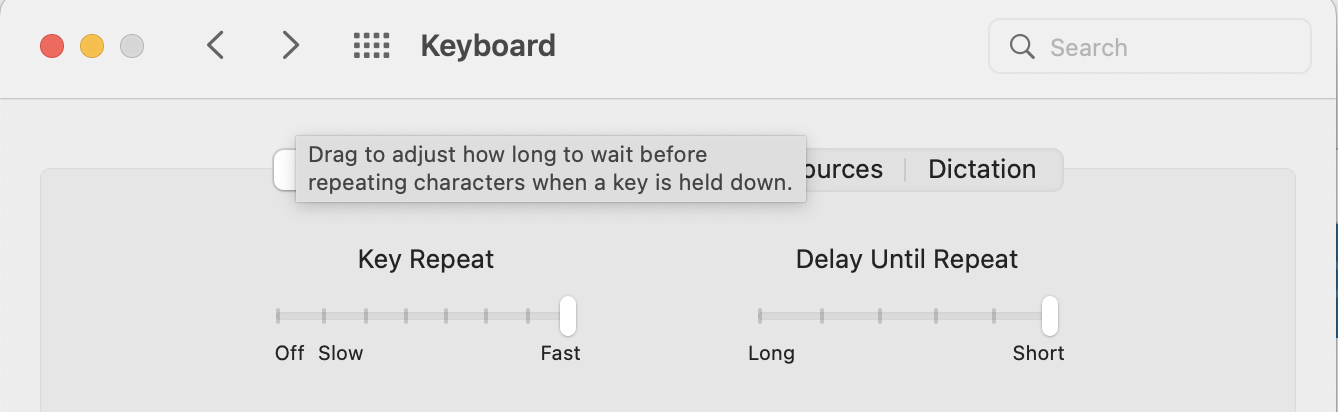 Keyboard
Search
Drag to adjust how long to wait before
repeating characters when a key is held down.
Dictation
Key Repeat
Delay Until Repeat
Off Slow Fast
Long Short